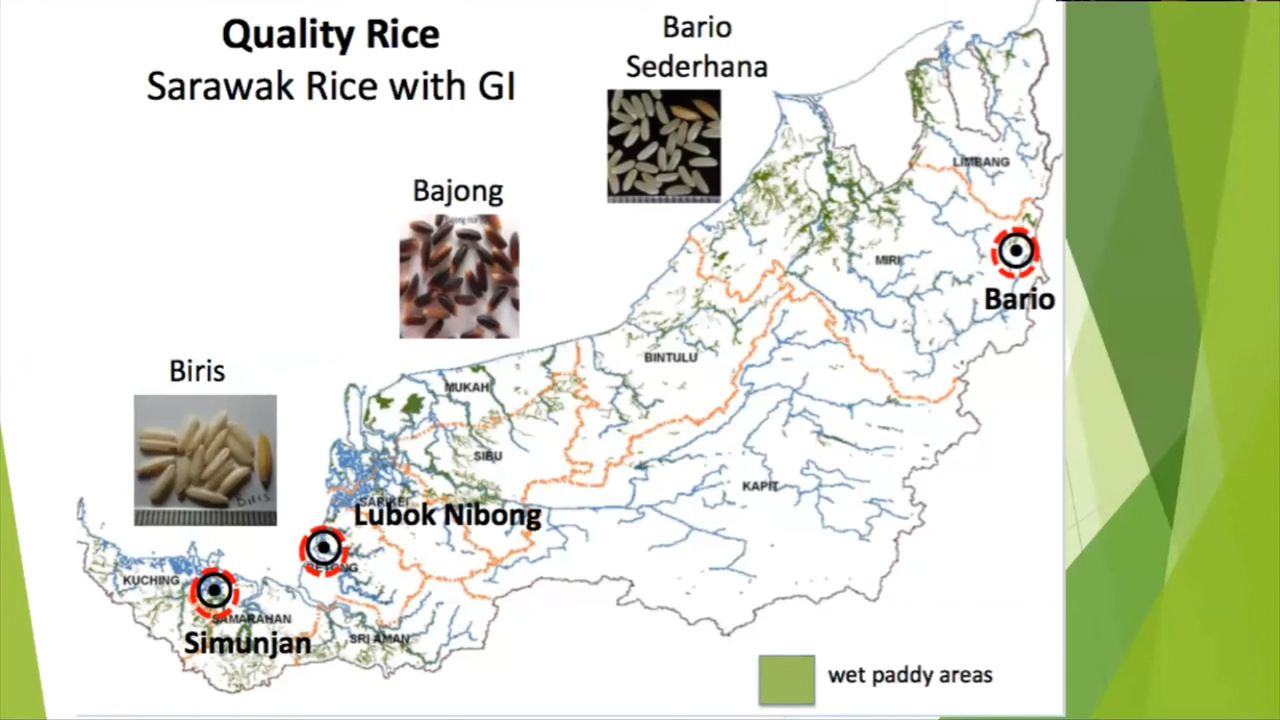 Quality Rice
Sarawak Rice with GI
Bario
Sederhana
Bajong
Biris
LIMBANG
MIRI
Bario
BINTULU
MUKAH
SIBU
KAPIT
SARIKEI
Lubok Nibong
BETONG
KUCHING
SAMARAHAN
Simunjan
SRI AMAN
Biris
wet paddy areas